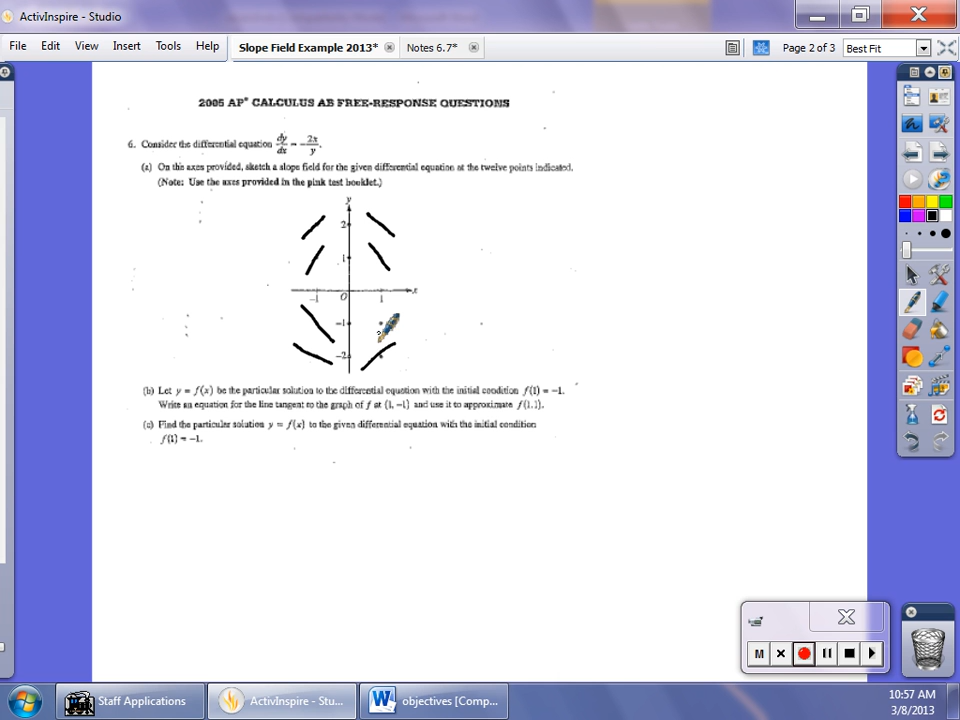 ActivInspire - Studio
File Edit View Insert Tools Help
Slope Field Example 2013*
Notes 6.7*
Page 2 of 3
Best Fit
2005 AP® CALCULUS AB FREE-RESPONSE QUESTIONS
6. Consider the differential equation dy/dx = -2x/y.
(a) On the axes provided, sketch a slope field for the given differential equation at the twelve points indicated.
(Note: Use the axes provided in the pink test booklet.)
y
2
1
-1 O 1 x
-1
-2
(b) Let y = f(x) be the particular solution to the differential equation with the initial condition f(1) = -1.
Write an equation for the line tangent to the graph of f at (1, -1) and use it to approximate f(1.1).
(c) Find the particular solution y = f(x) to the given differential equation with the initial condition
f(1) = -1.
M
Staff Applications
ActivInspire - Stu...
objectives [Comp...
10:57 AM
3/8/2013